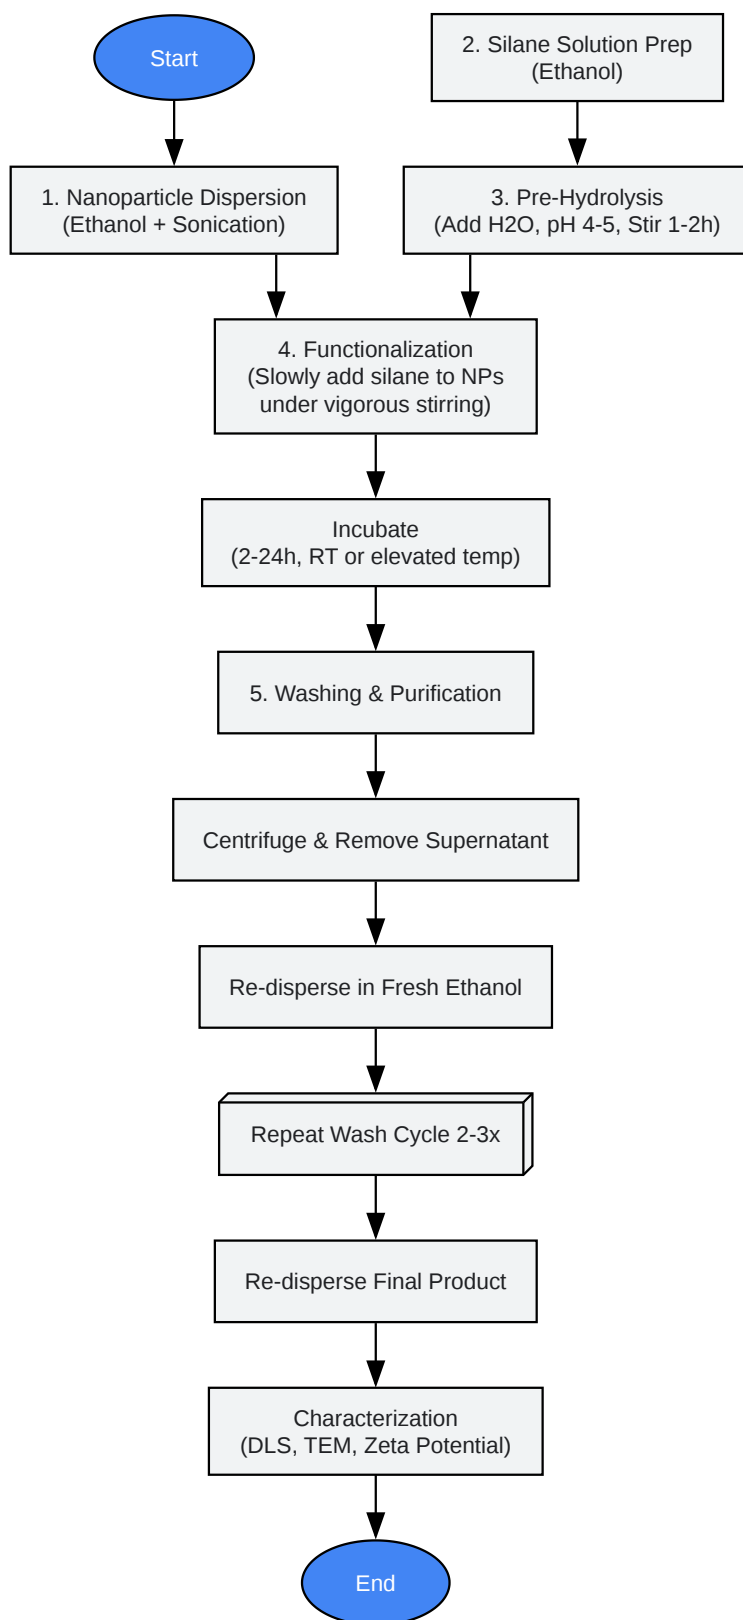 Start
2. Silane Solution Prep
(Ethanol)
1. Nanoparticle Dispersion
(Ethanol + Sonication)
3. Pre-Hydrolysis
(Add H2O, pH 4-5, Stir 1-2h)
4. Functionalization
(Slowly add silane to NPs
under vigorous stirring)
Incubate
(2-24h, RT or elevated temp)
5. Washing & Purification
Centrifuge & Remove Supernatant
Re-disperse in Fresh Ethanol
Repeat Wash Cycle 2-3x
Re-disperse Final Product
Characterization
(DLS, TEM, Zeta Potential)
End